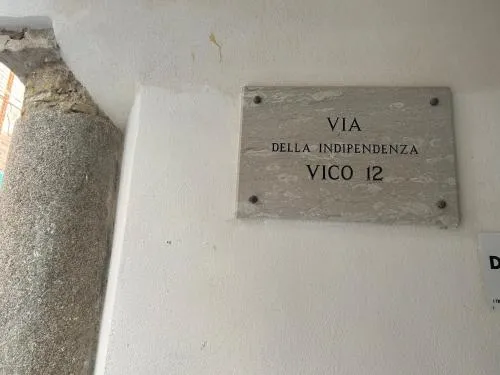 VIA
DELLA INDIPENDENZA
VICO 12
D